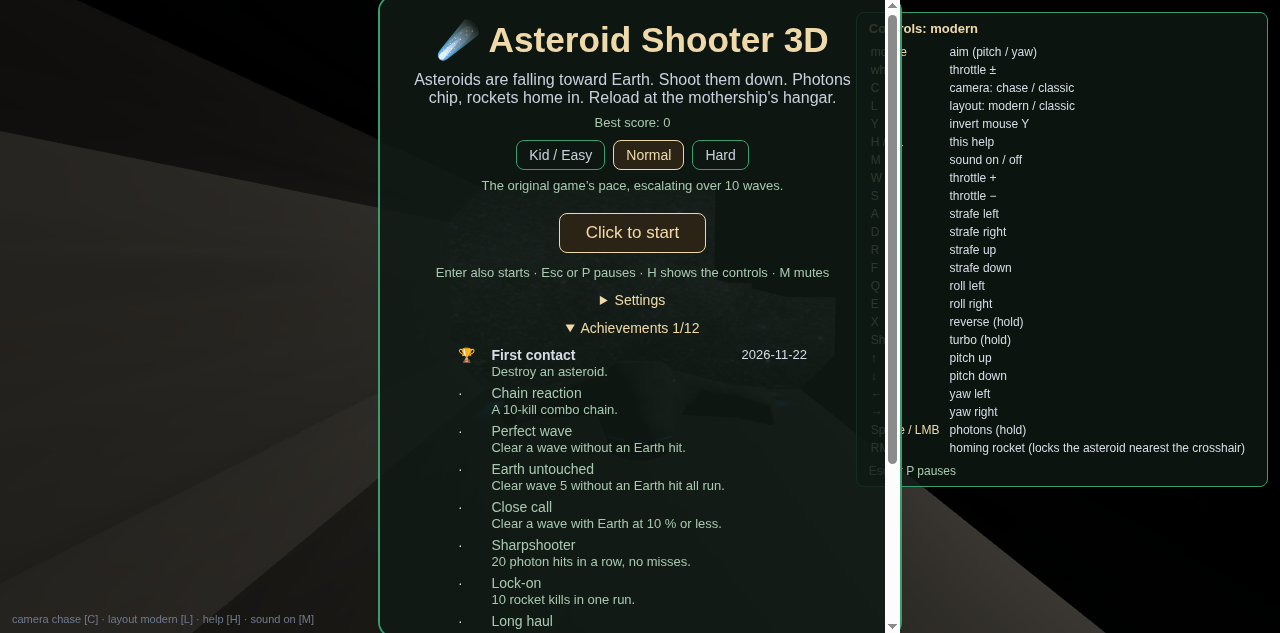 Asteroid Shooter 3D
Asteroids are falling toward Earth. Shoot them down. Photons
chip, rockets home in. Reload at the mothership's hangar.
Best score: 0
Kid / Easy
Normal
Hard
The original game's pace, escalating over 10 waves.
Click to start
Enter also starts · Esc or P pauses · H shows the controls · M mutes
Settings
Achievements 1/12
First contact 2026-11-22
Destroy an asteroid.
Chain reaction
A 10-kill combo chain.
Perfect wave
Clear a wave without an Earth hit.
Earth untouched
Clear wave 5 without an Earth hit all run.
Close call
Clear a wave with Earth at 10 % or less.
Sharpshooter
20 photon hits in a row, no misses.
Lock-on
10 rocket kills in one run.
Long haul
Controls: modern
mouse aim (pitch / yaw)
throttle ±
C camera: chase / classic
L layout: modern / classic
Y invert mouse Y
H / this help
M sound on / off
W throttle +
S throttle −
A strafe left
D strafe right
R strafe up
F strafe down
Q roll left
E roll right
X reverse (hold)
turbo (hold)
↑ pitch up
↓ pitch down
← yaw left
→ yaw right
Space / LMB photons (hold)
homing rocket (locks the asteroid nearest the crosshair)
Esc or P pauses
camera chase [C] · layout modern [L] · help [H] · sound on [M]